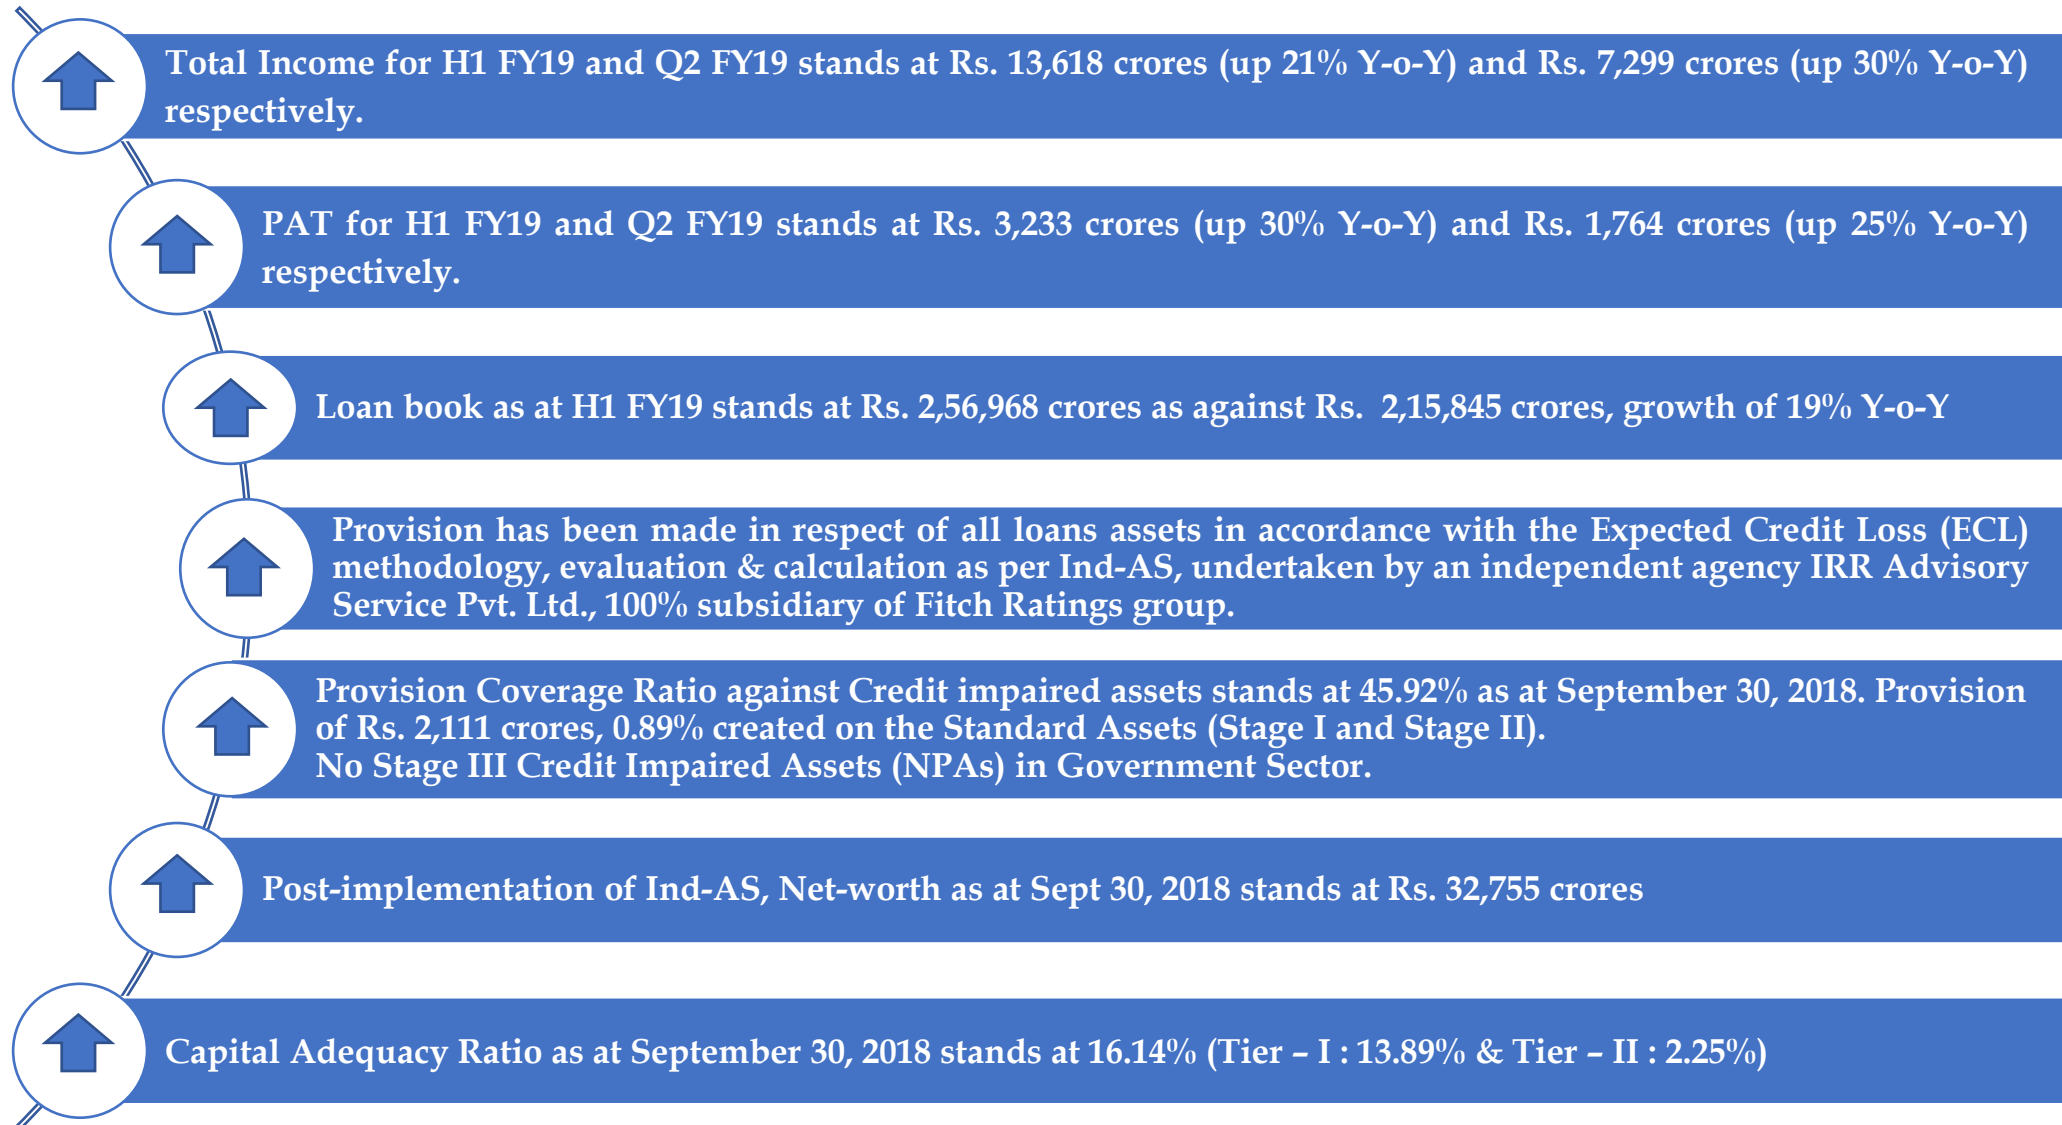 Total Income for H1 FY19 and Q2 FY19 stands at Rs. 13,618 crores (up 21% Y-o-Y) and Rs. 7,299 crores (up 30% Y-o-Y)
respectively.
PAT for H1 FY19 and Q2 FY19 stands at Rs. 3,233 crores (up 30% Y-o-Y) and Rs. 1,764 crores (up 25% Y-o-Y)
respectively.
Loan book as at H1 FY19 stands at Rs. 2,56,968 crores as against Rs. 2,15,845 crores, growth of 19% Y-o-Y
Provision has been made in respect of all loans assets in accordance with the Expected Credit Loss (ECL)
methodology, evaluation & calculation as per Ind-AS, undertaken by an independent agency IRR Advisory
Service Pvt. Ltd., 100% subsidiary of Fitch Ratings group.
Provision Coverage Ratio against Credit impaired assets stands at 45.92% as at September 30, 2018. Provision
of Rs. 2,111 crores, 0.89% created on the Standard Assets (Stage I and Stage II).
No Stage III Credit Impaired Assets (NPAs) in Government Sector.
Post-implementation of Ind-AS, Net-worth as at Sept 30, 2018 stands at Rs. 32,755 crores
Capital Adequacy Ratio as at September 30, 2018 stands at 16.14% (Tier – I : 13.89% & Tier – II : 2.25%)